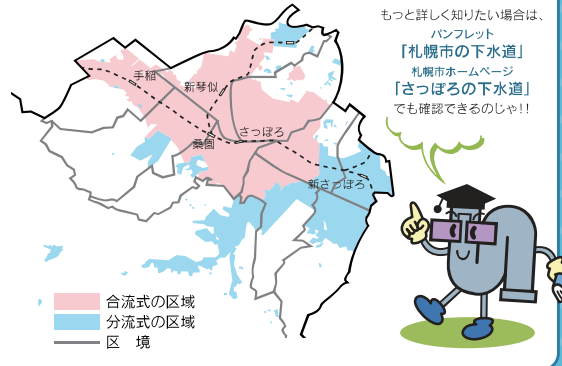 もっと詳しく知りたい場合は、
パンフレット
「札幌市の下水道」
札幌市ホームページ
「さっぽろの下水道」
でも確認できるのじゃ!!
手稲
新琴似
さっぽろ
桑園
新さっぽろ
合流式の区域
分流式の区域
区　境